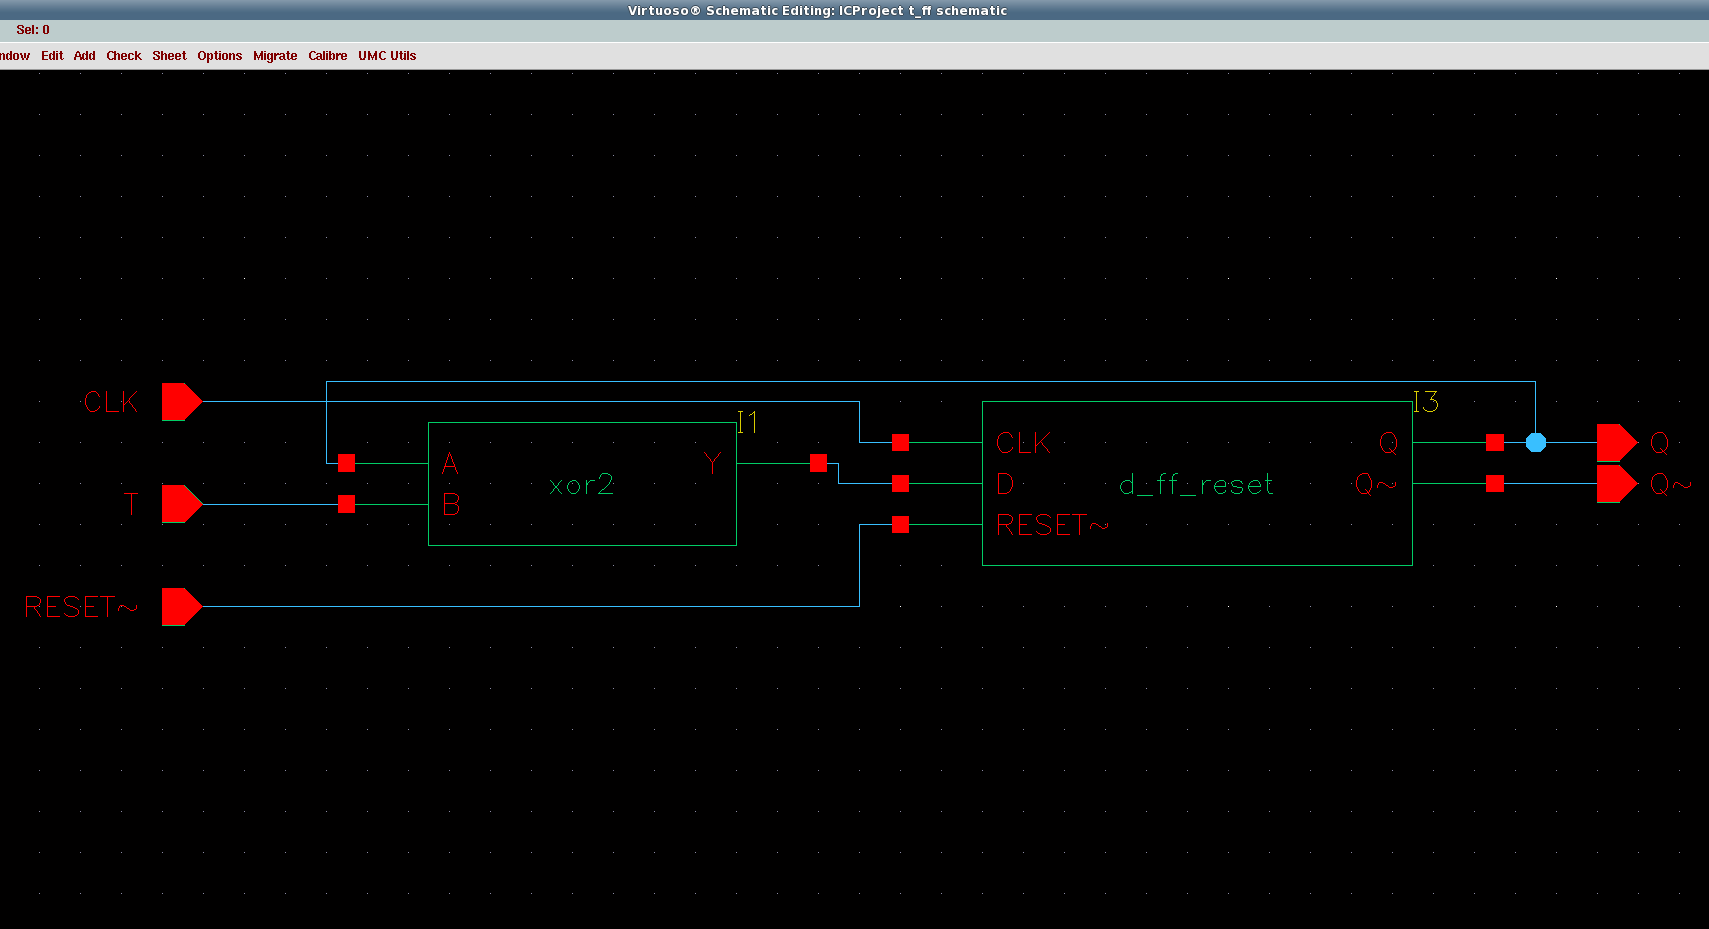 Virtuoso® Schematic Editing: ICProject t_ff schematic
Sel: 0
ndow Edit Add Check Sheet Options Migrate Calibre UMC Utils
CLK
T
RESET~
I1
A
B
xor2
Y
I3
CLK
D
RESET~
d_ff_reset
Q
Q~
Q
Q~